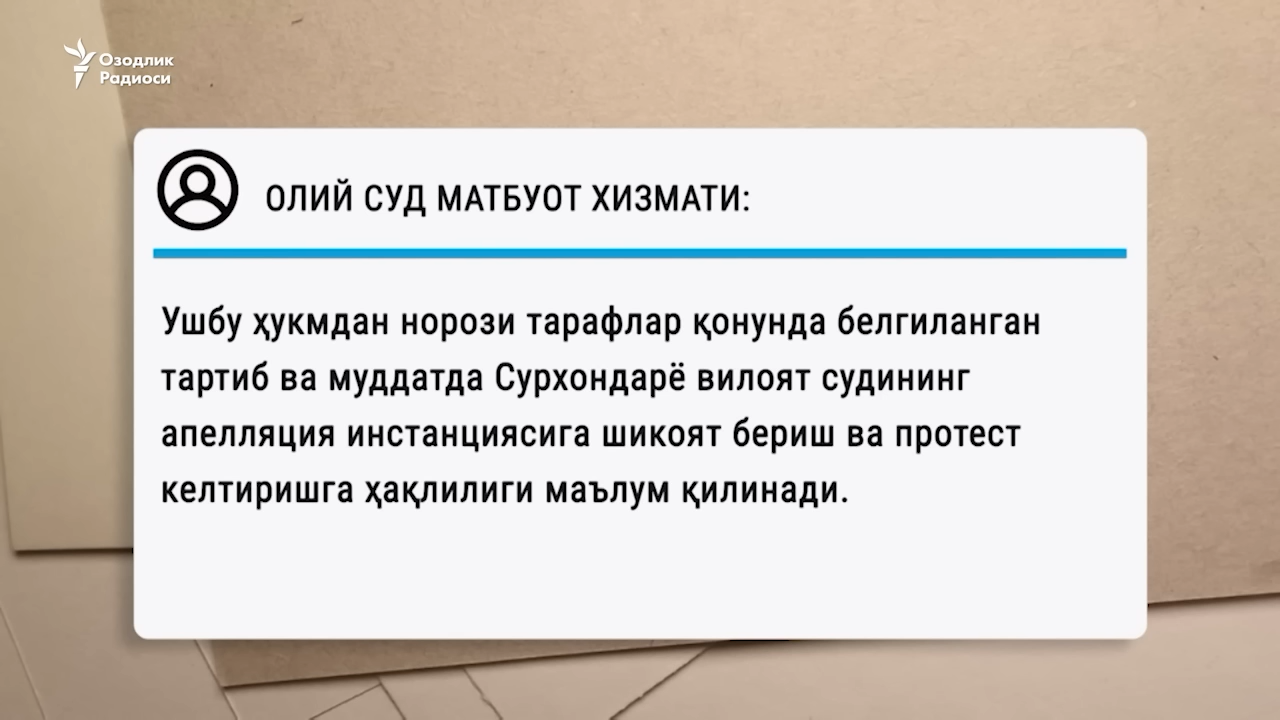 Озодлик
Радиоси
ОЛИЙ СУД МАТБУОТ ХИЗМАТИ:
Ушбу ҳукмдан норози тарафлар қонунда белгиланган
тартиб ва муддатда Сурхондарё вилоят судининг
апелляция инстанциясига шикоят бериш ва протест
келтиришга ҳақлилиги маълум қилинади.